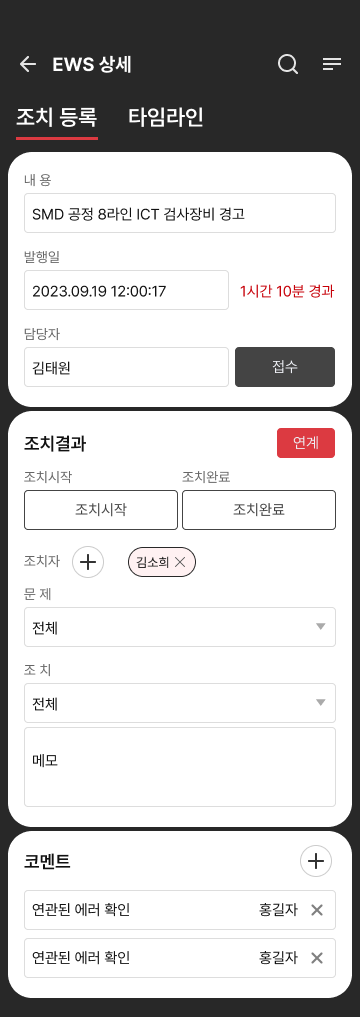 EWS 상세
조치 등록 타임라인
내 용
SMD 공정 8라인 ICT 검사장비 경고
발행일
2023.09.19 12:00:17 1시간 10분 경과
담당자
김태원 접수
조치결과 연계
조치시작 조치완료
조치시작 조치완료
조치자 김소희
문 제
전체
조 치
전체
메모
코멘트
연관된 에러 확인 홍길자
연관된 에러 확인 홍길자